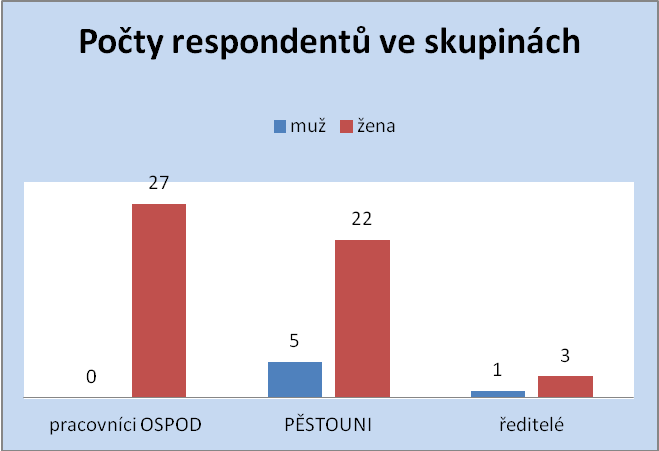 Počty respondentů ve skupinách
muž žena
27
22
5
3
1
0
pracovníci OSPOD PĚSTOUNI ředitelé